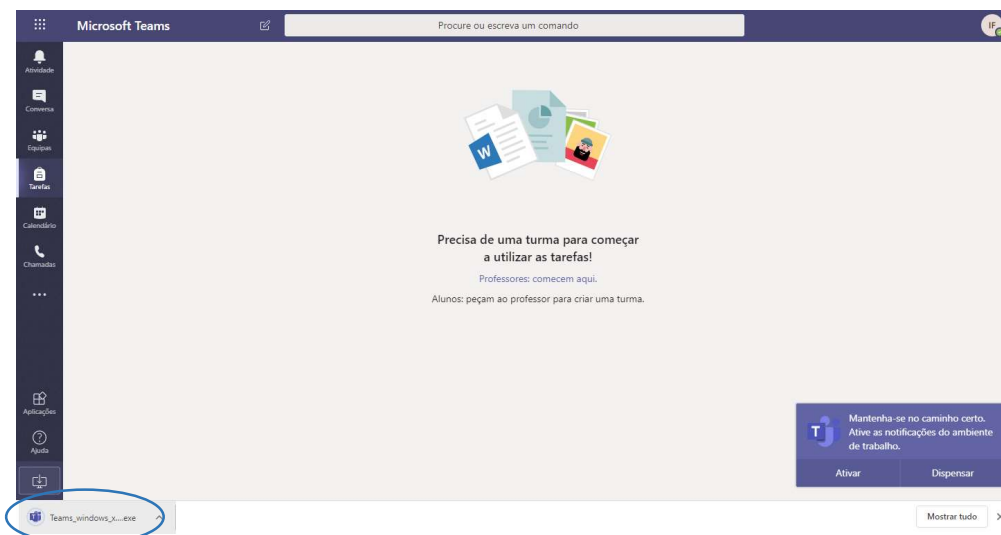 Microsoft Teams
Procure ou escreva um comando
IF
Atividade
Conversa
Equipas
Tarefas
Calendário
Chamadas
Aplicações
Ajuda
W
Precisa de uma turma para começar
a utilizar as tarefas!
Professores: comecem aqui.
Alunos: peçam ao professor para criar uma turma.
T
Mantenha-se no caminho certo.
Ative as notificações do ambiente
de trabalho.
Ativar
Dispensar
Teams_windows_x....exe
Mostrar tudo